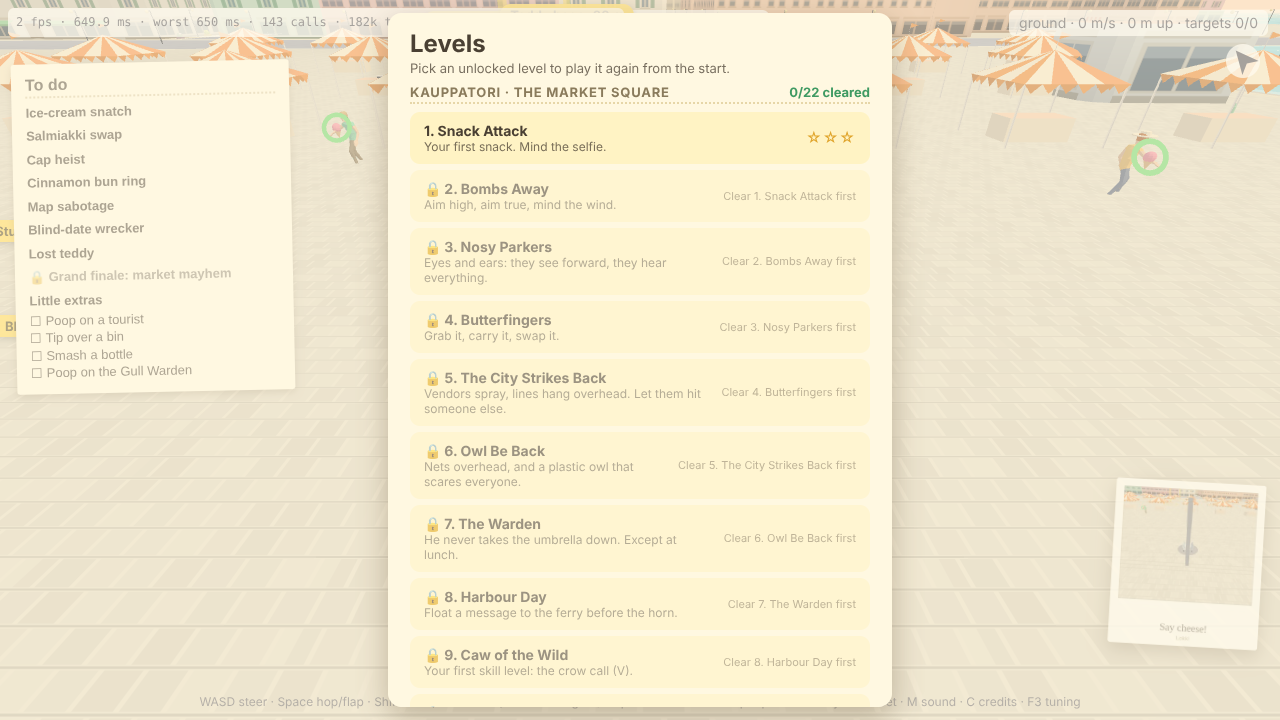 2 fps · 649.9 ms · worst 650 ms · 143 calls · 182k
ground · 0 m/s · 0 m up · targets 0/0
To do
Ice-cream snatch
Salmiakki swap
Cap heist
Cinnamon bun ring
Map sabotage
Blind-date wrecker
Lost teddy
🔒 Grand finale: market mayhem
Little extras
☐ Poop on a tourist
☐ Tip over a bin
☐ Smash a bottle
☐ Poop on the Gull Warden
Levels
Pick an unlocked level to play it again from the start.
KAUPPATORI · THE MARKET SQUARE 0/22 cleared
1. Snack Attack
Your first snack. Mind the selfie.
☆☆☆
🔒 2. Bombs Away
Aim high, aim true, mind the wind.
Clear 1. Snack Attack first
🔒 3. Nosy Parkers
Eyes and ears: they see forward, they hear
everything.
Clear 2. Bombs Away first
🔒 4. Butterfingers
Grab it, carry it, swap it.
Clear 3. Nosy Parkers first
🔒 5. The City Strikes Back
Vendors spray, lines hang overhead. Let them hit
someone else.
Clear 4. Butterfingers first
🔒 6. Owl Be Back
Nets overhead, and a plastic owl that
scares everyone.
Clear 5. The City Strikes Back first
🔒 7. The Warden
He never takes the umbrella down. Except at
lunch.
Clear 6. Owl Be Back first
🔒 8. Harbour Day
Float a message to the ferry before the horn.
Clear 7. The Warden first
🔒 9. Caw of the Wild
Your first skill level: the crow call (V).
Clear 8. Harbour Day first
Say cheese!
WASD steer · Space hop/flap · · M sound · C credits · F3 tuning